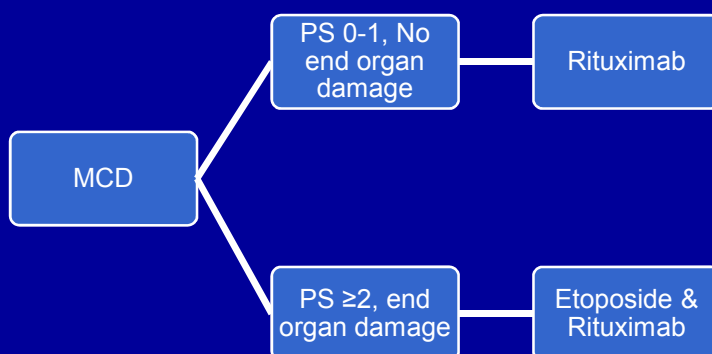 PS 0-1, No
end organ
damage
Rituximab
MCD
PS ≥2, end
organ damage
Etoposide &
Rituximab